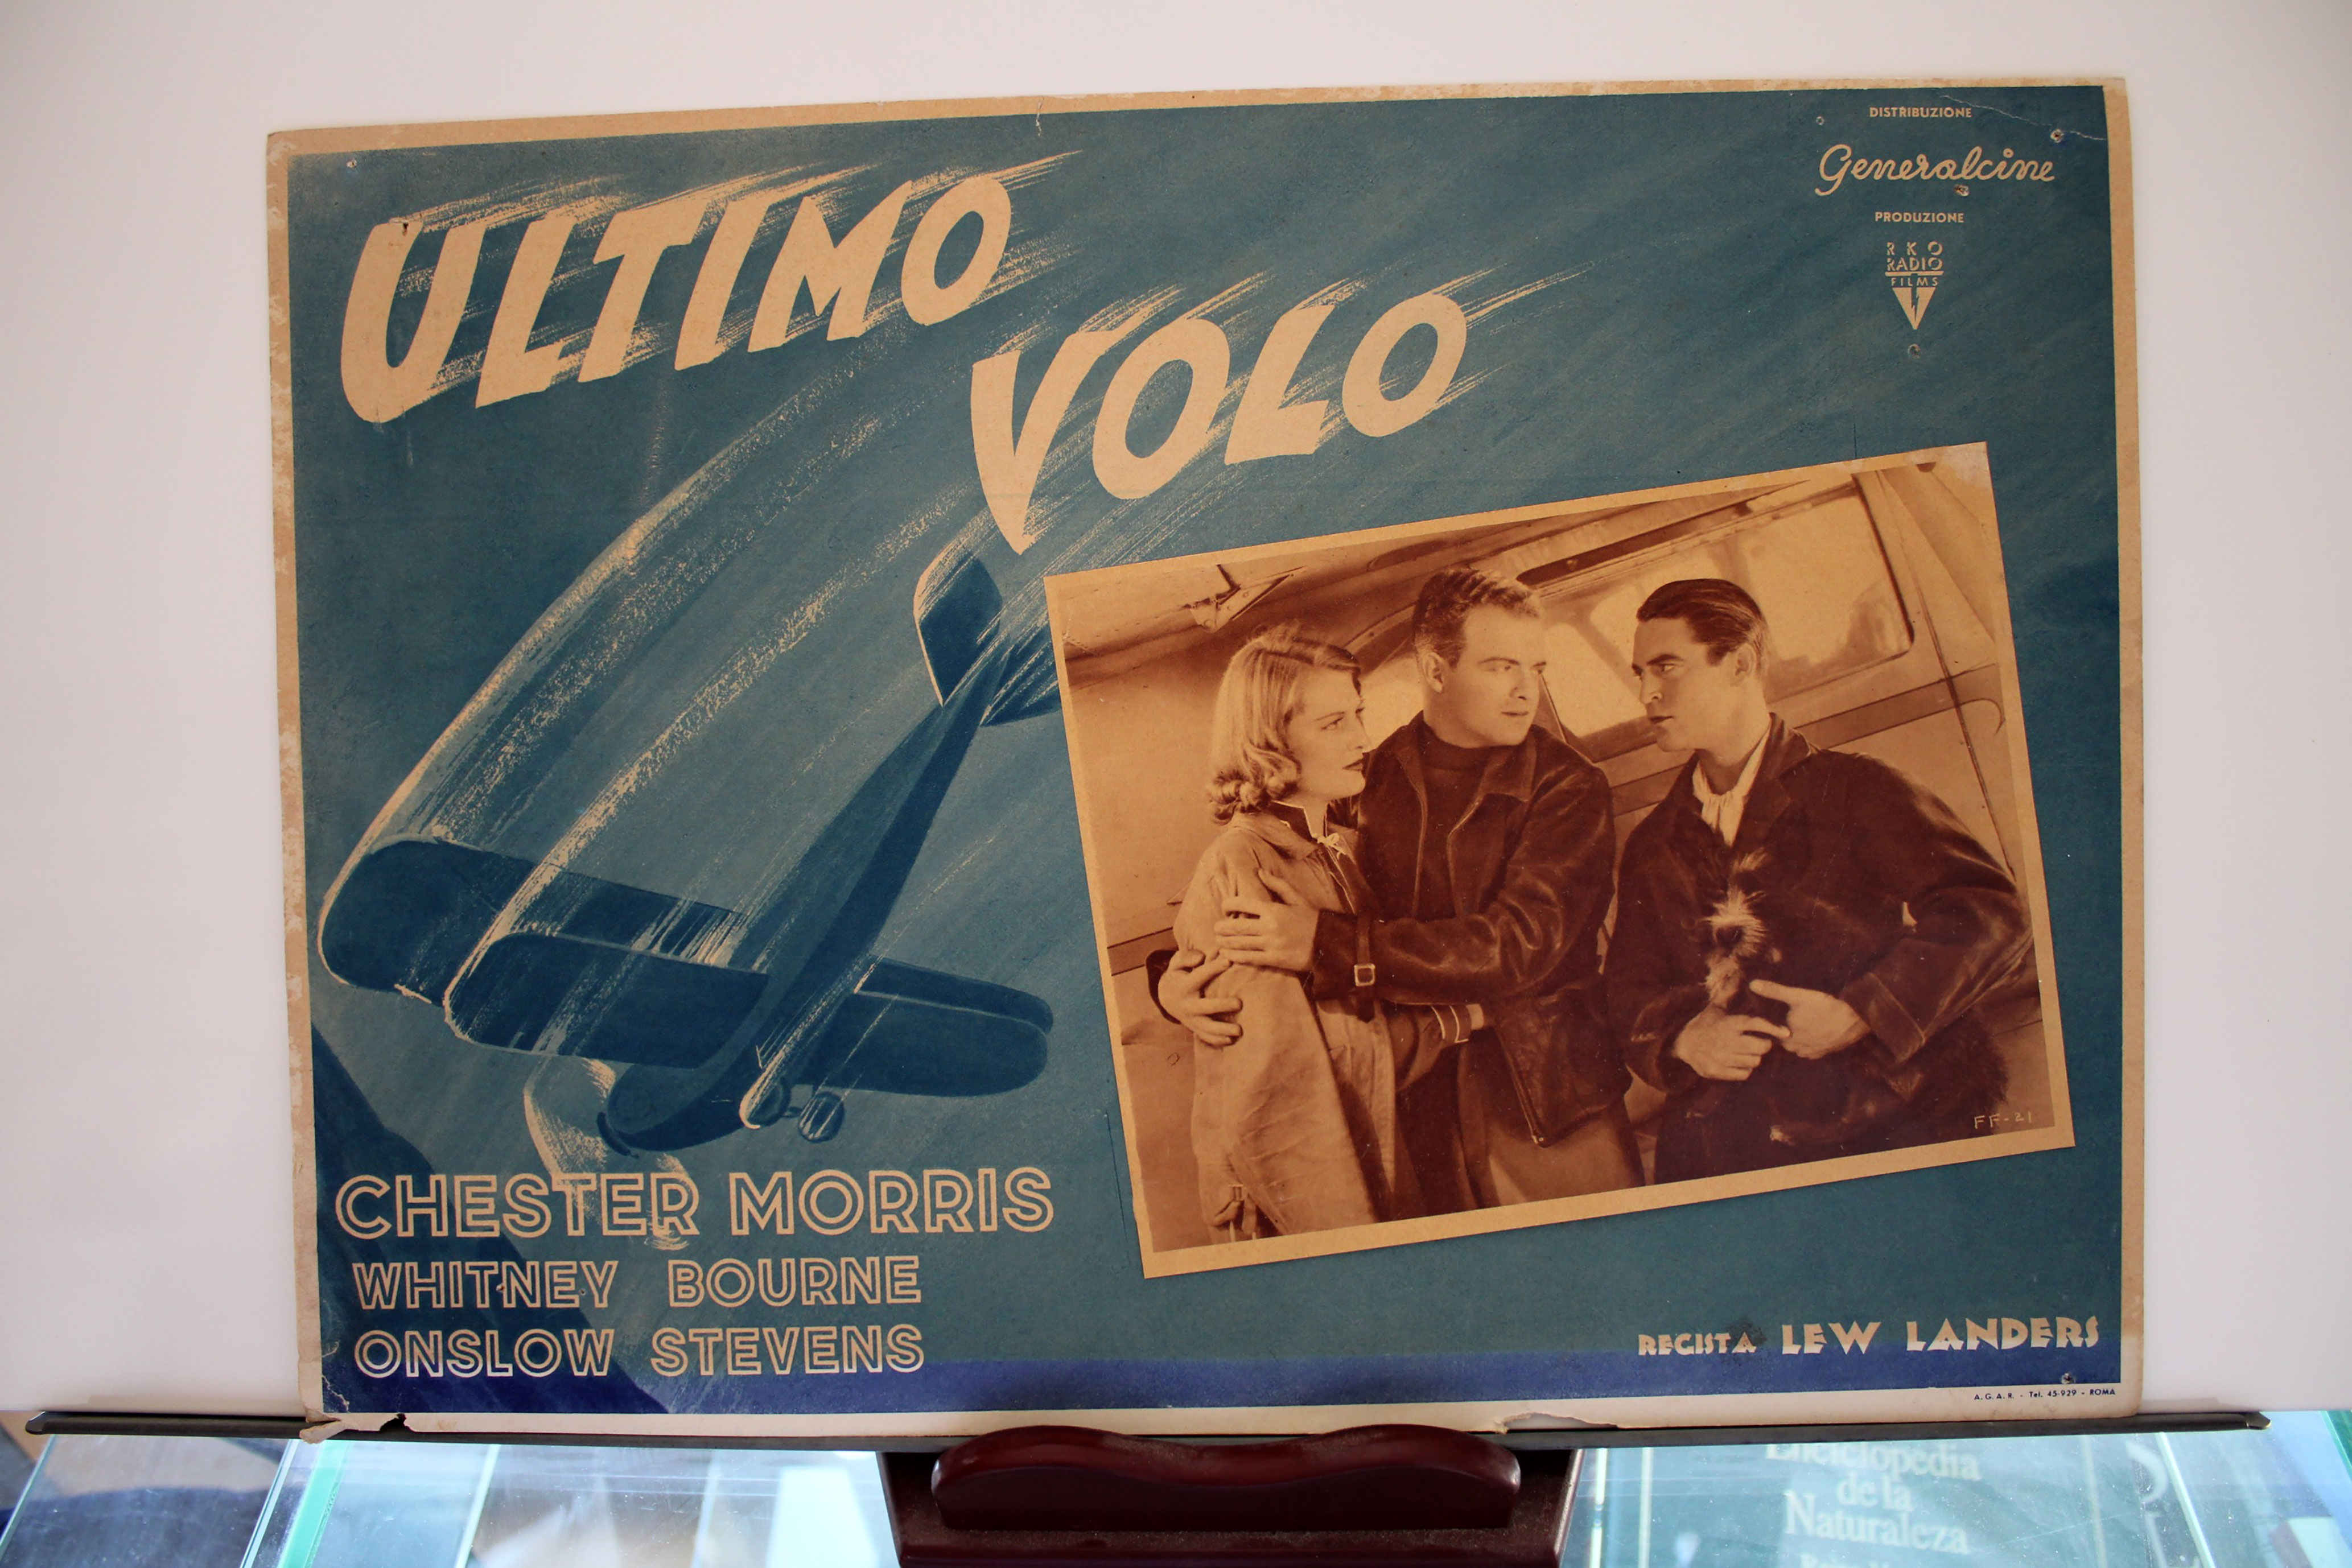 ULTIMO
VOLO
DISTRIBUZIONE
Generalcine
PRODUZIONE
RKO
RADIO
FILMS
FF-21
CHESTER MORRIS
WHITNEY BOURNE
ONSLOW STEVENS
REGISTA LEW LANDERS
A.G.A.R. - Tel. 45-929 - ROMA
Enciclopedia
de la
Naturaleza